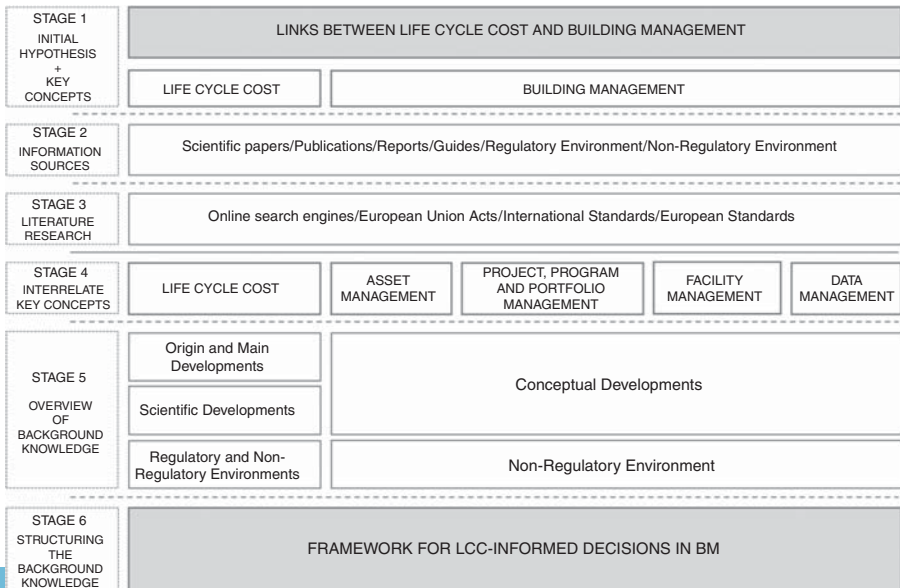 STAGE 1
INITIAL
HYPOTHESIS
+
KEY
CONCEPTS
LINKS BETWEEN LIFE CYCLE COST AND BUILDING MANAGEMENT
LIFE CYCLE COST
BUILDING MANAGEMENT
STAGE 2
INFORMATION
SOURCES
Scientific papers/Publications/Reports/Guides/Regulatory Environment/Non-Regulatory Environment
STAGE 3
LITERATURE
RESEARCH
Online search engines/European Union Acts/International Standards/European Standards
STAGE 4
INTERRELATE
KEY CONCEPTS
LIFE CYCLE COST
ASSET
MANAGEMENT
PROJECT, PROGRAM
AND PORTFOLIO
MANAGEMENT
FACILITY
MANAGEMENT
DATA
MANAGEMENT
STAGE 5
OVERVIEW
OF
BACKGROUND
KNOWLEDGE
Origin and Main
Developments
Scientific Developments
Regulatory and Non-
Regulatory Environments
Conceptual Developments
Non-Regulatory Environment
STAGE 6
STRUCTURING
THE
BACKGROUND
KNOWLEDGE
FRAMEWORK FOR LCC-INFORMED DECISIONS IN BM